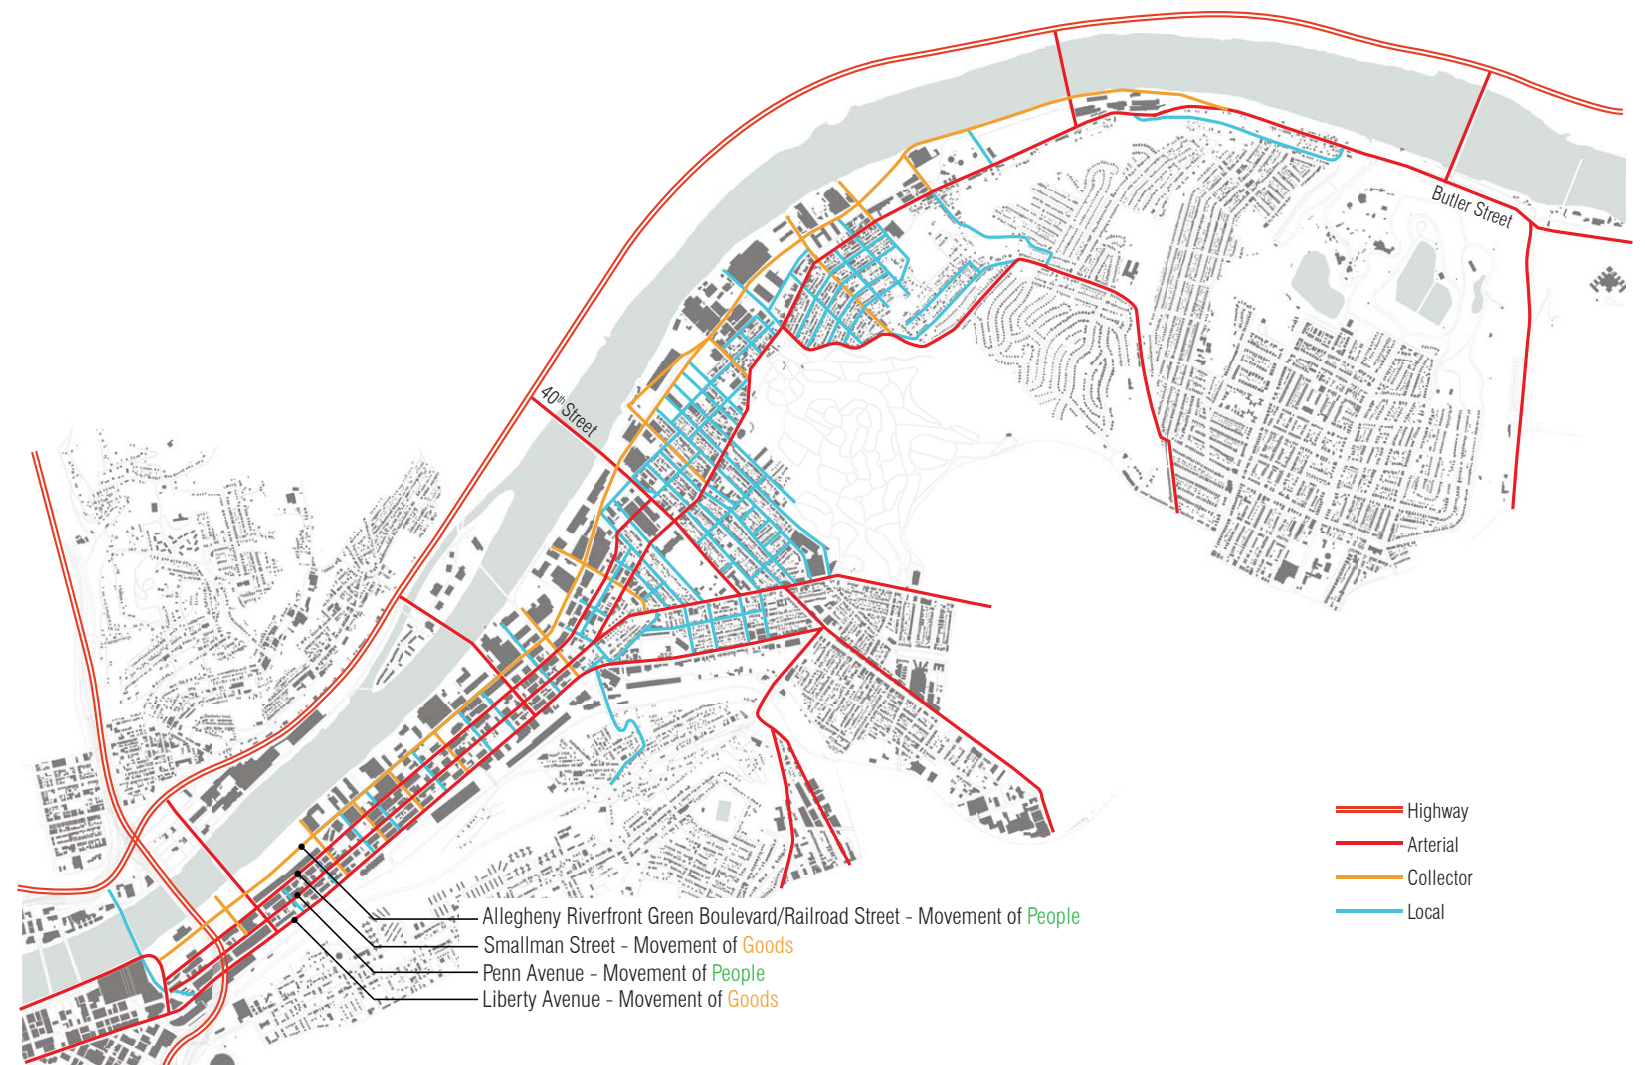 Butler Street
40th Street
Highway
Arterial
Collector
Local
Allegheny Riverfront Green Boulevard/Railroad Street - Movement of People
Smallman Street - Movement of Goods
Penn Avenue - Movement of People
Liberty Avenue - Movement of Goods